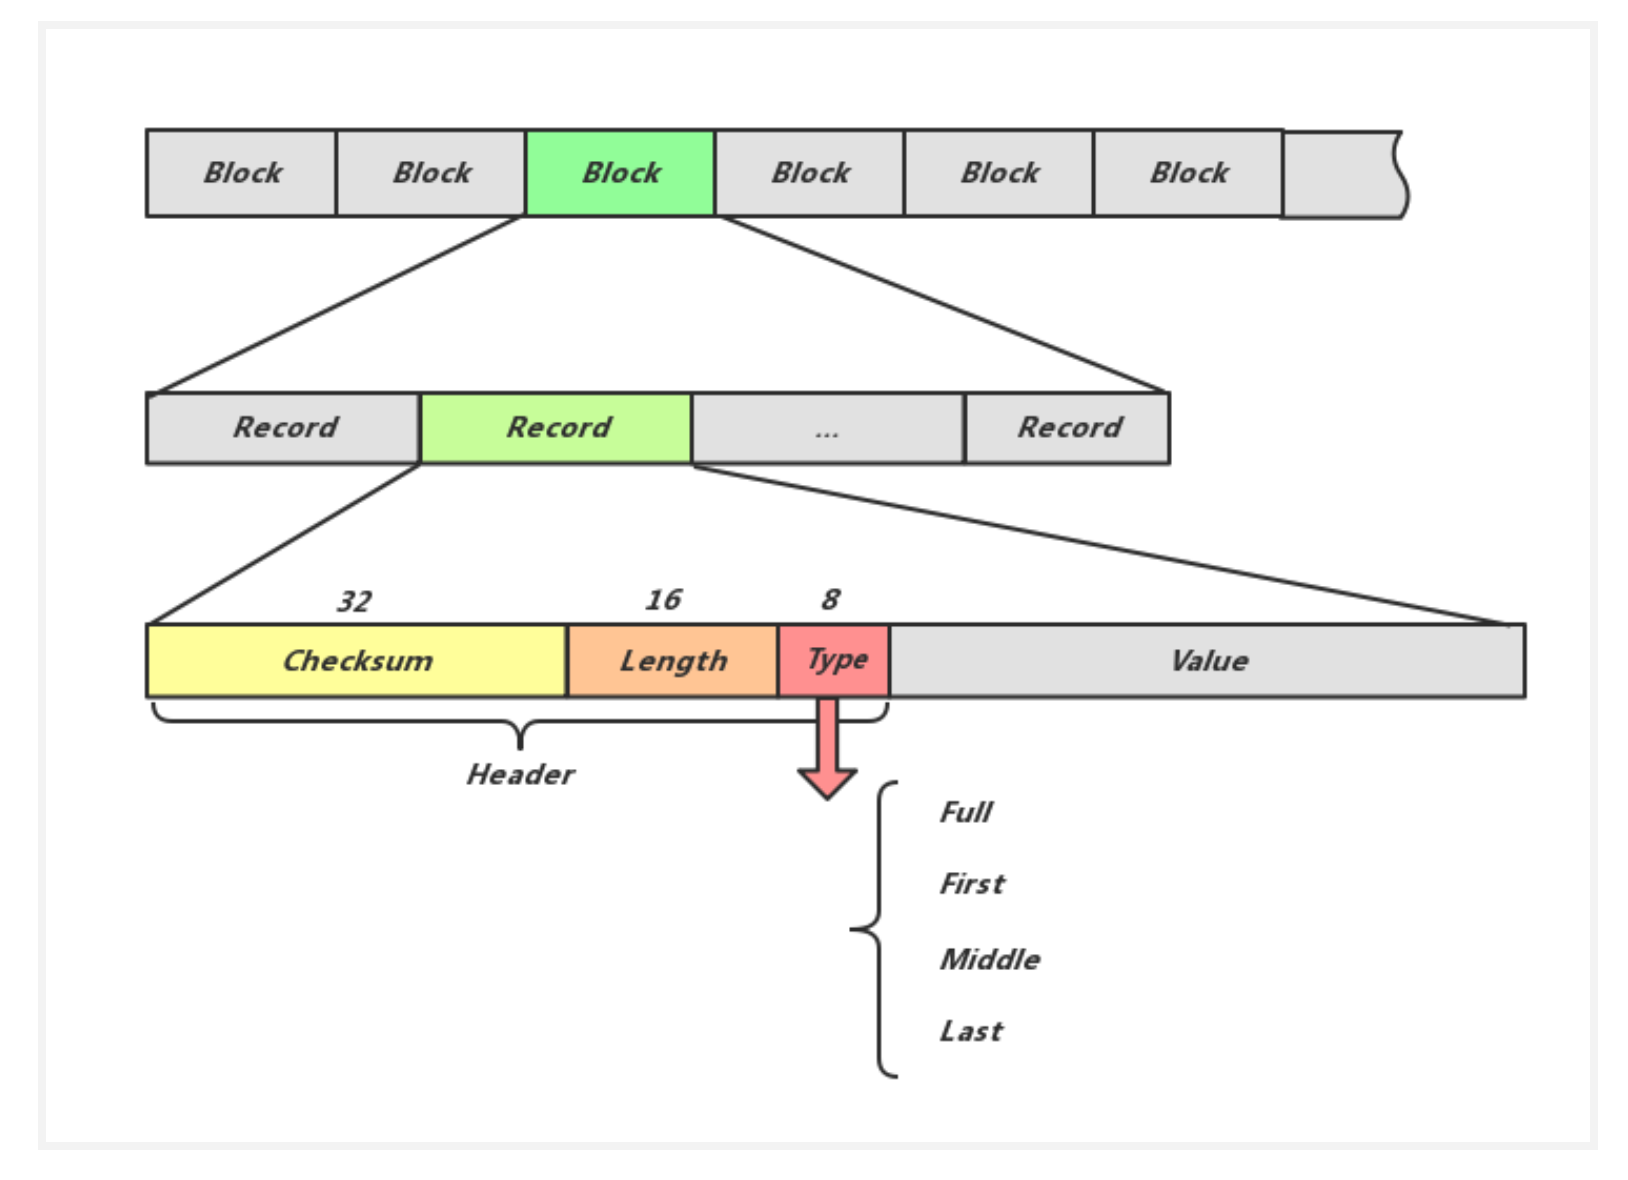 Block Block Block Block Block Block
Record Record ... Record
32 16 8
Checksum Length Type Value
Header
Full
First
Middle
Last